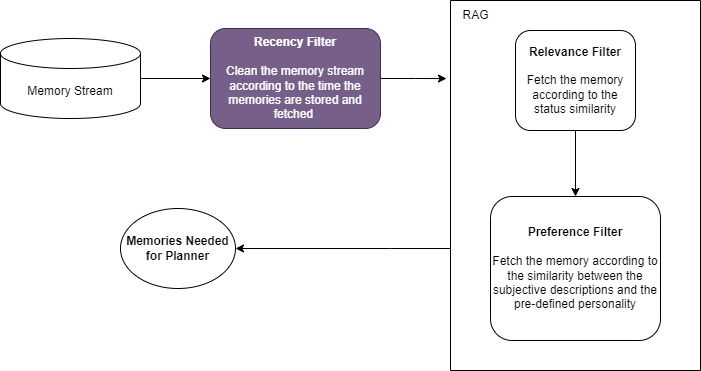 RAG
Recency Filter
Clean the memory stream
according to the time the
memories are stored and
fetched
Memory Stream
Relevance Filter
Fetch the memory
according to the
status similarity
Memories Needed
for Planner
Preference Filter
Fetch the memory according to
the similarity between the
subjective descriptions and the
pre-defined personality